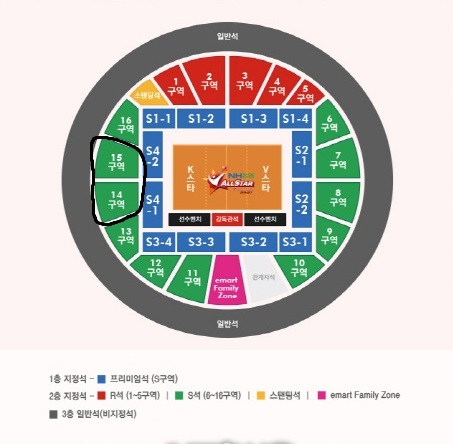 일반석
스탠딩석
1 구역
2 구역
3 구역
4 구역
5 구역
16 구역
S1-1
S1-2
S1-3
S1-4
6 구역
15 구역
S4-2
K스타
NH농협
ALLSTAR
V스타
S2-1
7 구역
14 구역
S4-1
S2-2
8 구역
선수벤치
감독관석
선수벤치
13 구역
S3-4
S3-3
S3-2
S3-1
9 구역
12 구역
11 구역
emart Family Zone
관계자석
10 구역
일반석
1층 지정석 - 프리미엄석 (S구역)
2층 지정석 - R석 (1~5구역) | S석 (6~16구역) | 스탠딩석 | emart Family Zone
3층 일반석(비지정석)